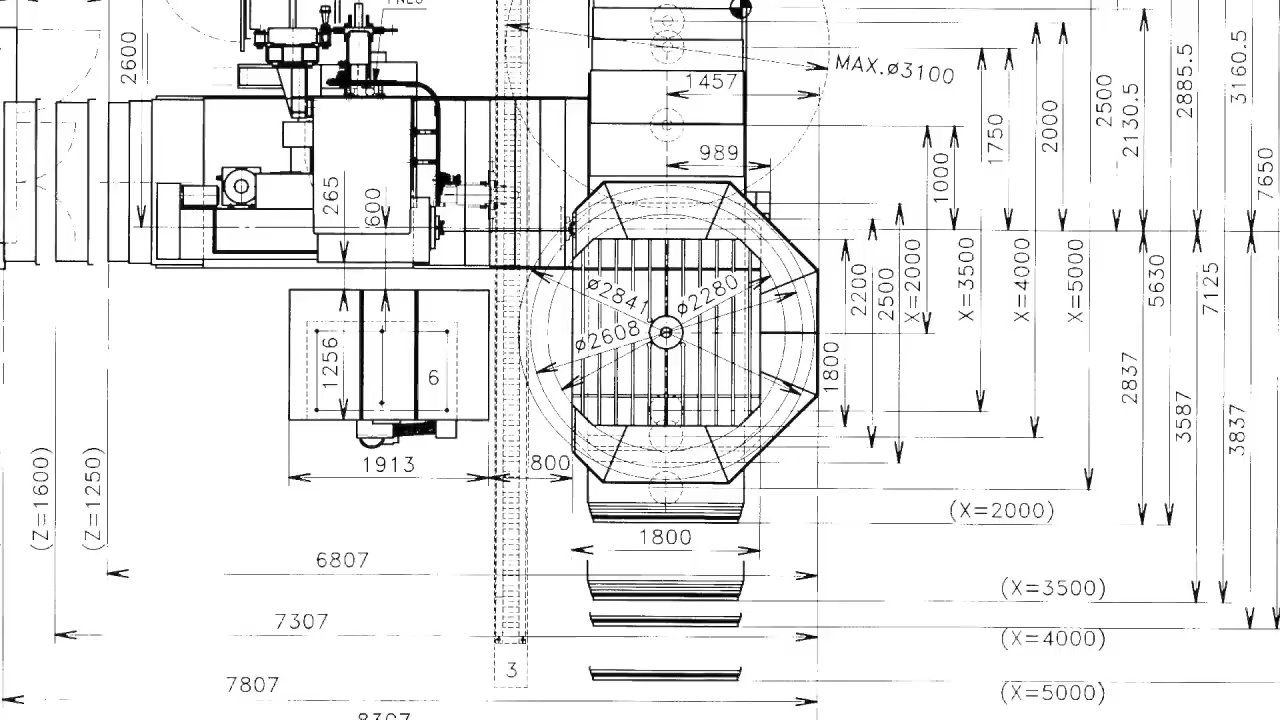 2600
MAX.ø3100
1457
989
1750
2000
2500
2130.5
2885.5
3160.5
7650
1000
265
600
ø2841
ø2280
ø2608
2200
2500
X=2000
X=3500
X=4000
X=5000
5630
7125
1256
6
1800
2837
3587
3837
1913
800
(Z=1600)
(Z=1250)
(X=2000)
1800
6807
(X=3500)
7307
(X=4000)
3
7807
(X=5000)